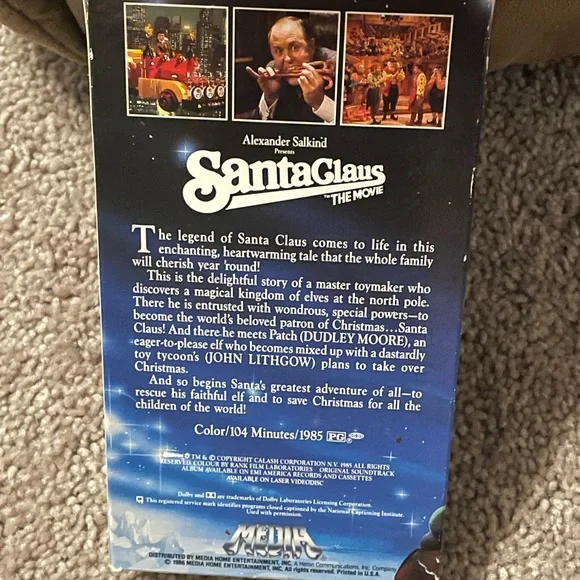 Alexander Salkind
Presents
Santa Claus
™ THE MOVIE
The legend of Santa Claus comes to life in this
enchanting, heartwarming tale that the whole family
will cherish year 'round!
This is the delightful story of a master toymaker who
discovers a magical kingdom of elves at the north pole.
There he is entrusted with wondrous, special powers—to
become the world's beloved patron of Christmas...Santa
Claus! And there he meets Patch (DUDLEY MOORE), an
eager-to-please elf who becomes mixed up with a dastardly
toy tycoon's (JOHN LITHGOW) plans to take over
Christmas.
And so begins Santa's greatest adventure of all—to
rescue his faithful elf and to save Christmas for all the
children of the world!
Color/104 Minutes/1985 PG
TM & © COPYRIGHT CALASH CORPORATION N.V. 1985 ALL RIGHTS
RESERVED. COLOUR BY RANK FILM LABORATORIES ORIGINAL SOUNDTRACK
ALBUM AVAILABLE ON EMI AMERICA RECORDS AND CASSETTES
AVAILABLE ON LASER VIDEODISC
Dolby and are trademarks of Dolby Laboratories Licensing Corporation.
This registered service mark identifies programs closed captioned by the National Captioning Institute.
Used with permission.
MEDIA
DISTRIBUTED BY MEDIA HOME ENTERTAINMENT, INC. A Heron Communications, Inc. Company
© 1986 MEDIA HOME ENTERTAINMENT, INC. All rights reserved. Printed in U.S.A.